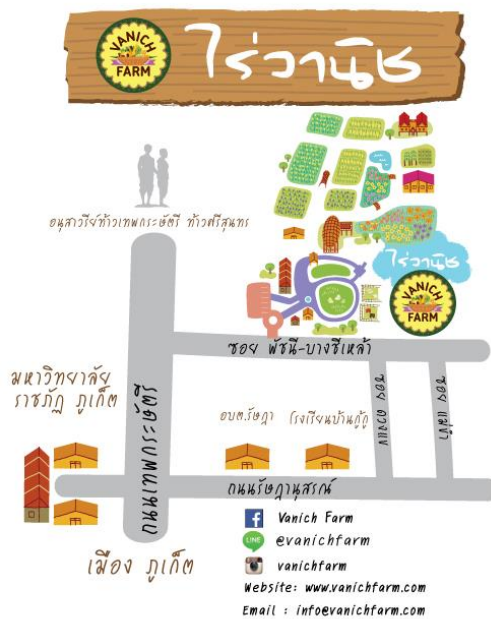 VANICH
FARM
ไร่วานิช
อนุสาวรีย์ท้าวเทพกระษัตรี ท้าวศรีสุนทร
ไร่วานิช
VANICH
FARM
ซอย พัชนี-บางชีเหล้า
มหาวิทยาลัย
ราชภัฏ ภูเก็ต
ถนนเทพกระษัตรี
อบต.รัษฎา
โรงเรียนบ้านกู้กู
ซอย
ซอย
ถนนรัษฎานุสรณ์
เมือง ภูเก็ต
Vanich Farm
LINE
@vanichfarm
vanichfarm
Website: www.vanichfarm.com
Email : info@vanichfarm.com